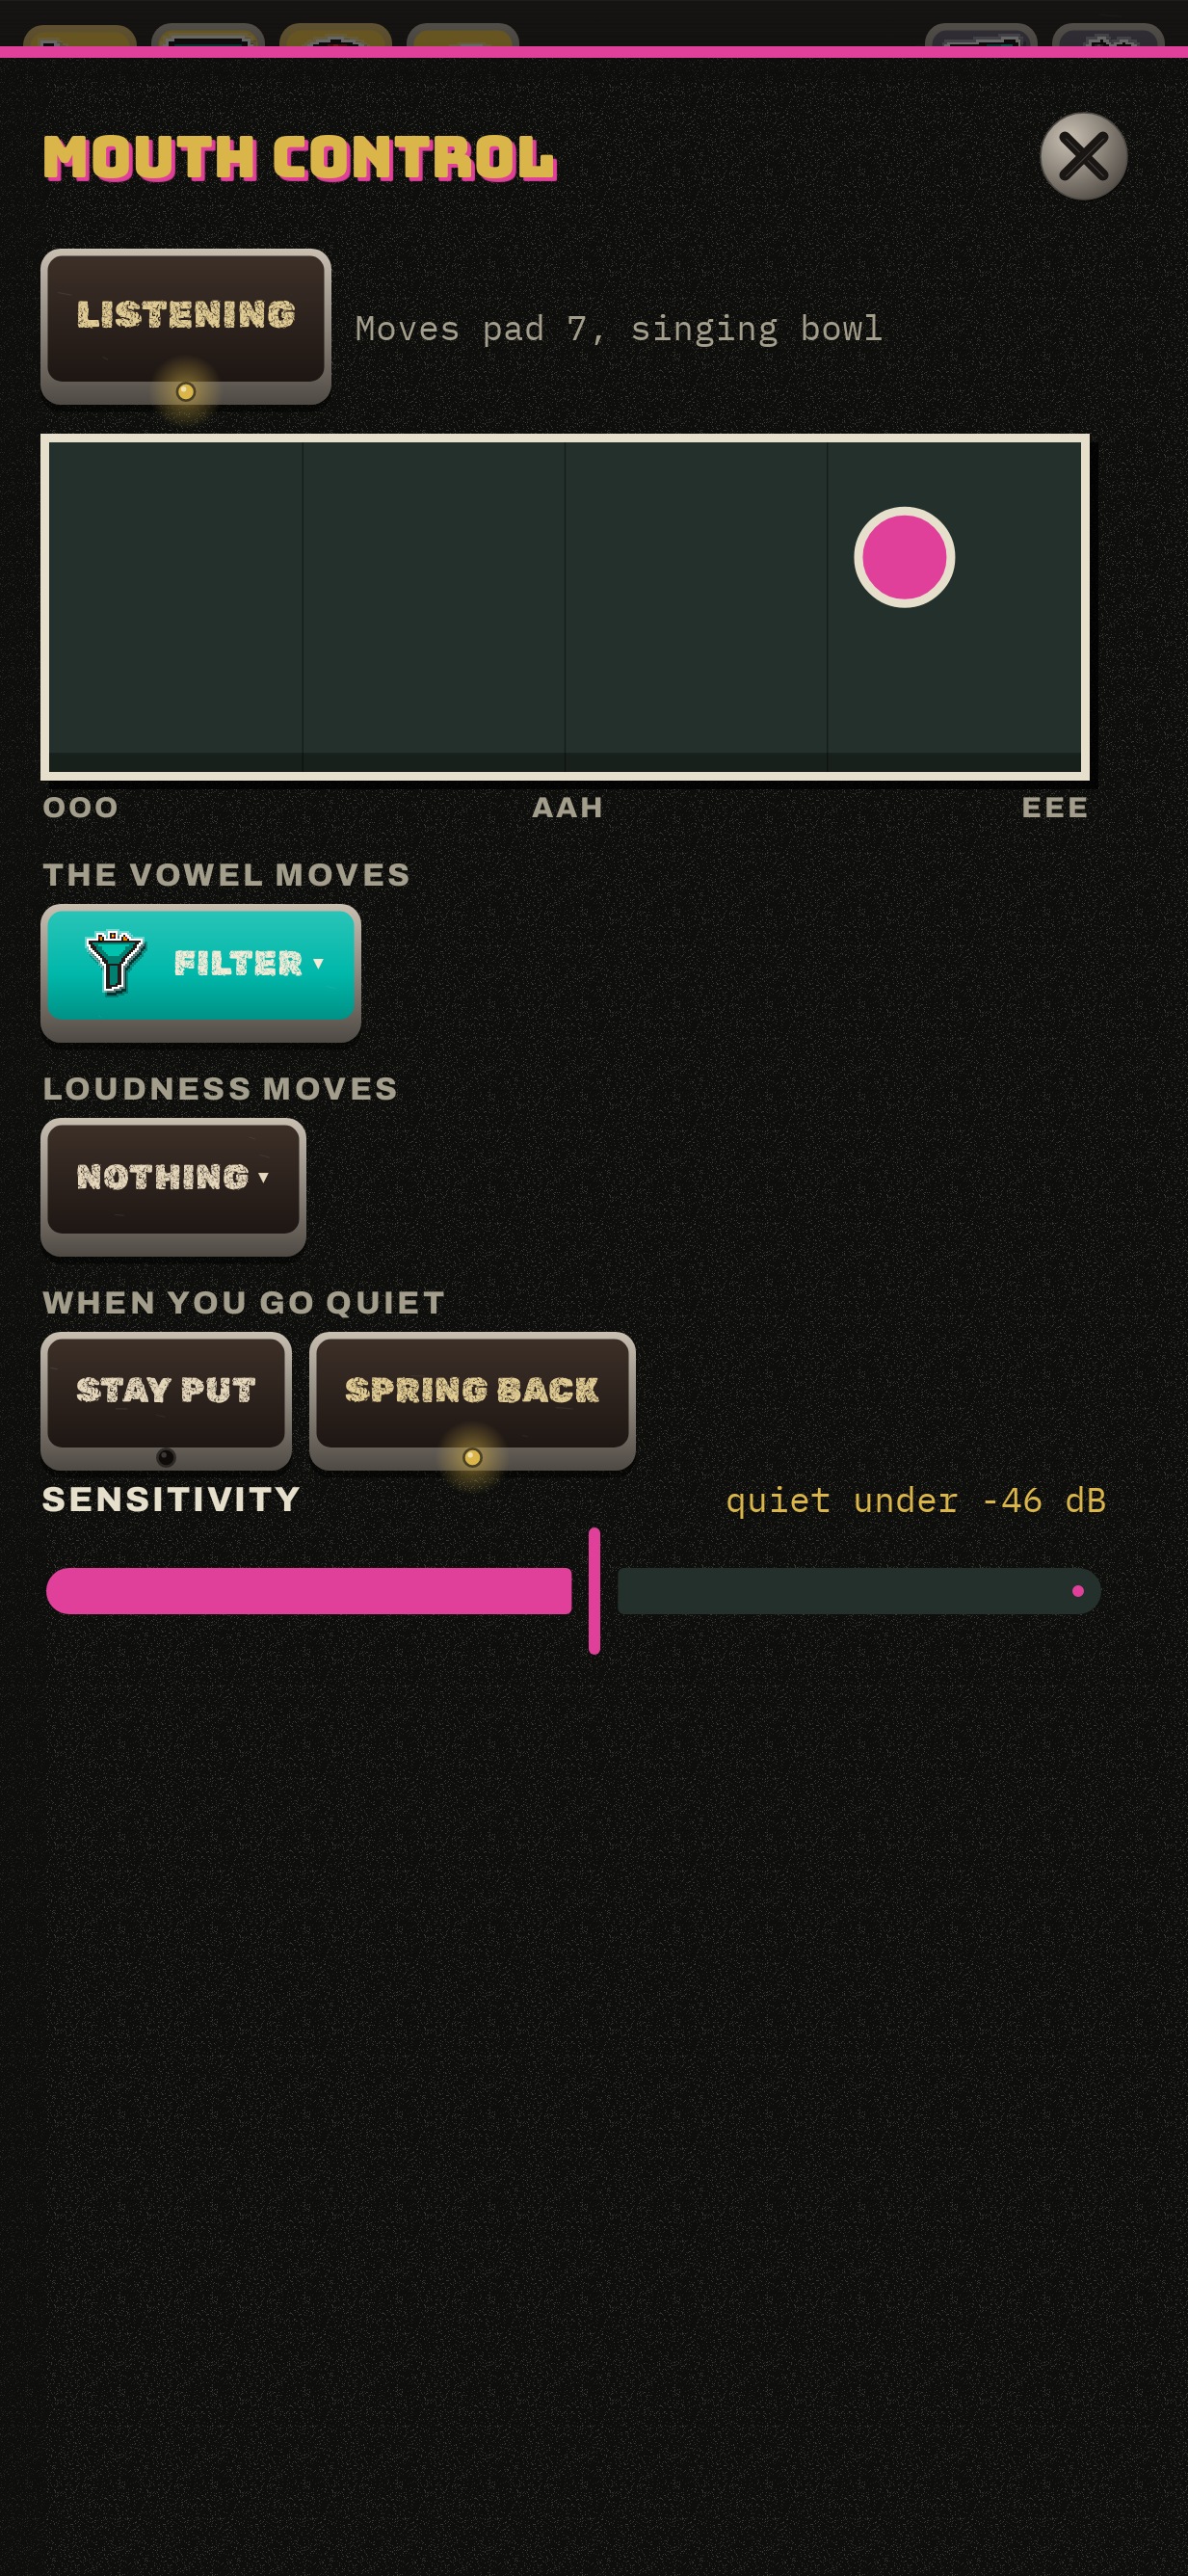 MOUTH CONTROL
LISTENING
Moves pad 7, singing bowl
OOO AAH EEE
THE VOWEL MOVES
FILTER ▾
LOUDNESS MOVES
NOTHING ▾
WHEN YOU GO QUIET
STAY PUT SPRING BACK
SENSITIVITY quiet under -46 dB